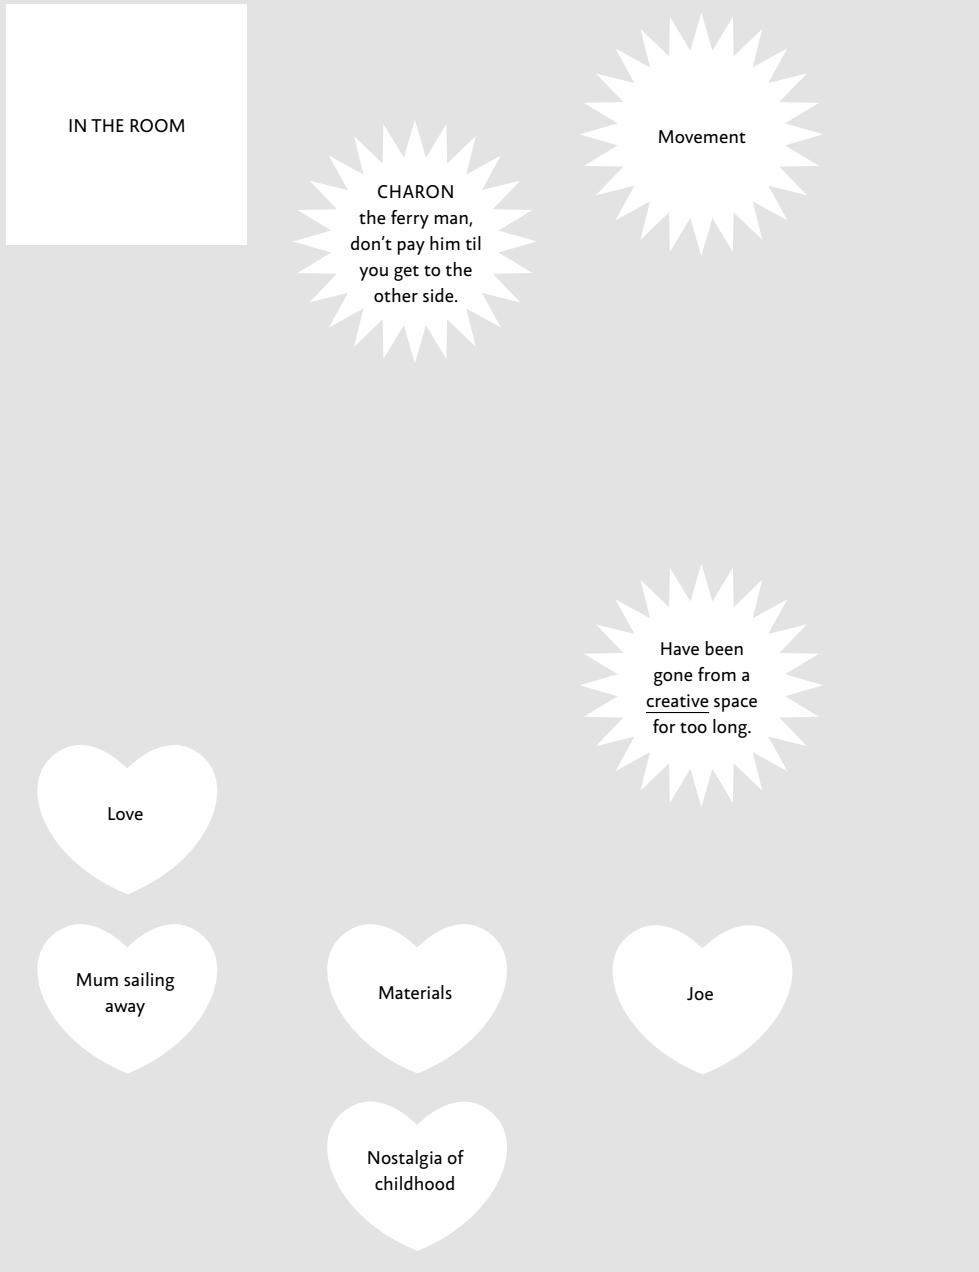 IN THE ROOM
Movement
CHARON
the ferry man,
don't pay him til
you get to the
other side.
Have been
gone from a
creative space
for too long.
Love
Mum sailing
away
Materials
Joe
Nostalgia of
childhood